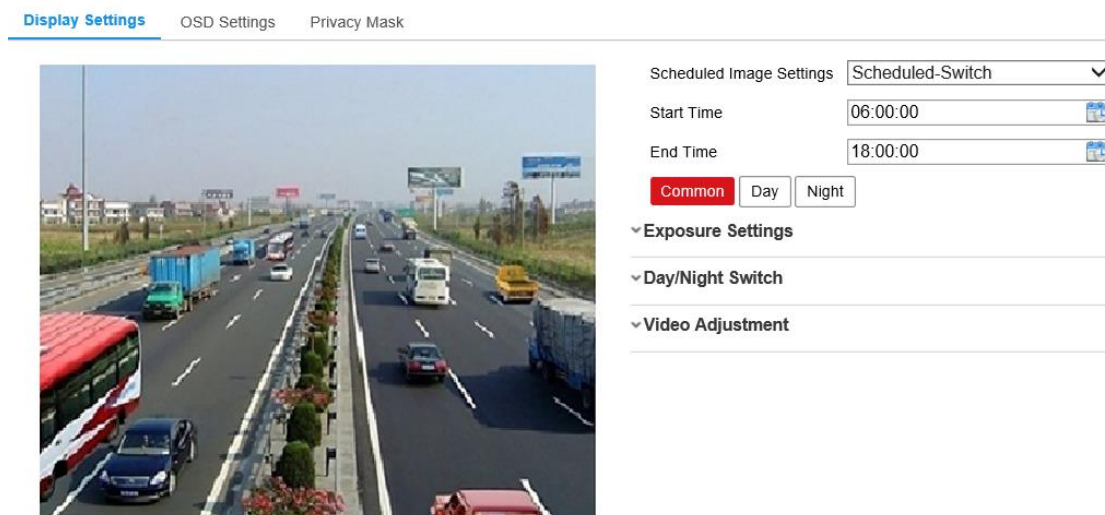 Display Settings OSD Settings Privacy Mask
Scheduled Image Settings Scheduled-Switch
Start Time 06:00:00
End Time 18:00:00
Common Day Night
Exposure Settings
Day/Night Switch
Video Adjustment